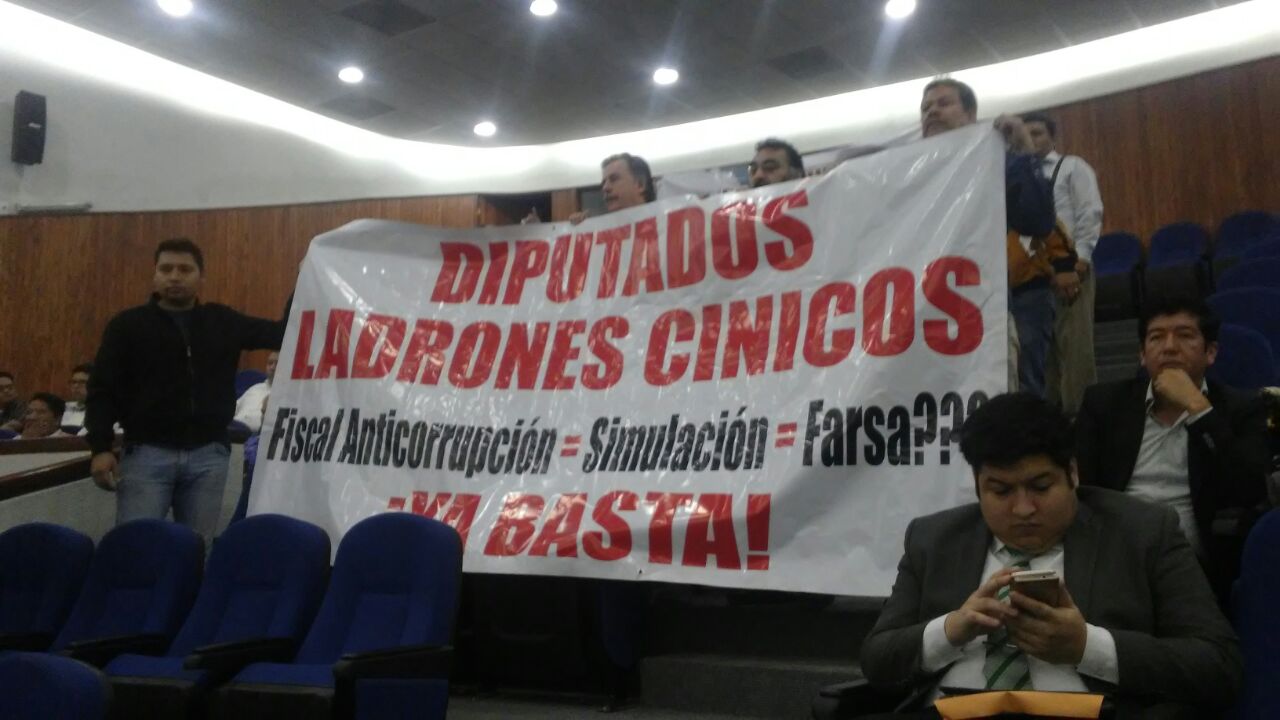 DIPUTADOS
LADRONES CINICOS
Fiscal Anticorrupción = Simulación = Farsa???
¡YA BASTA!